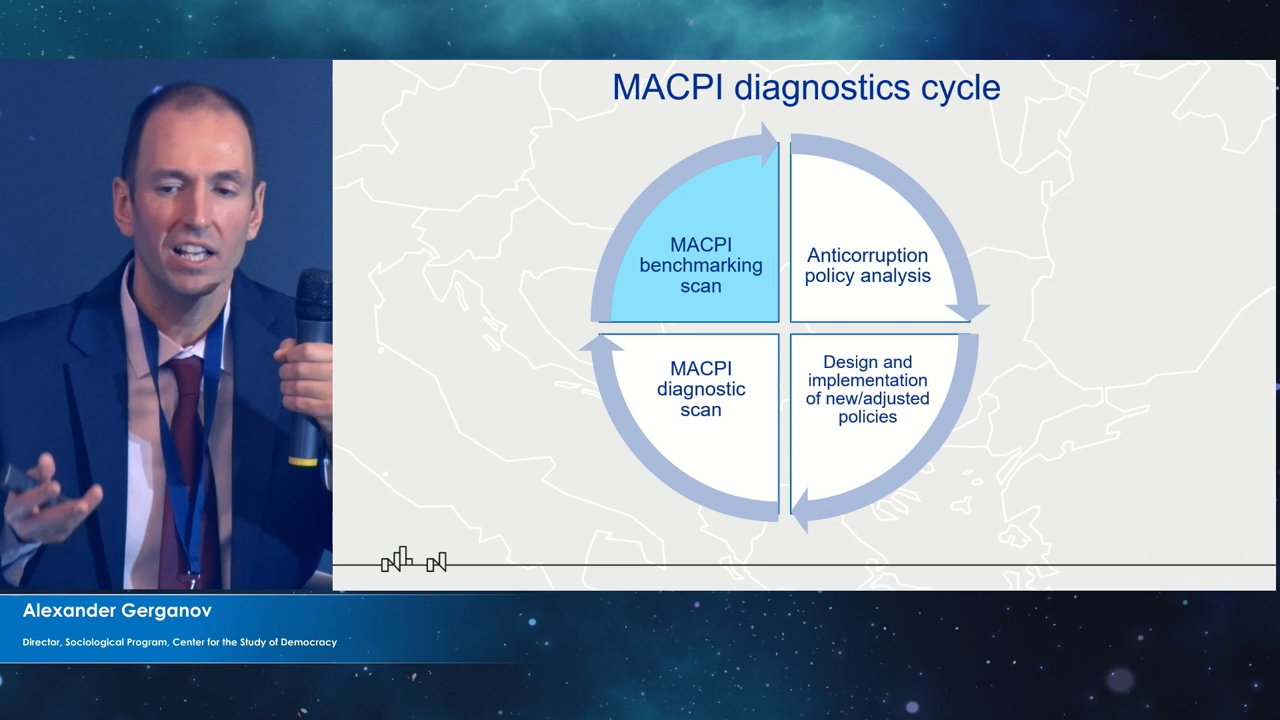 MACPI diagnostics cycle
MACPI
benchmarking
scan
Anticorruption
policy analysis
MACPI
diagnostic
scan
Design and
implementation
of new/adjusted
policies
Alexander Gerganov
Director, Sociological Program, Center for the Study of Democracy